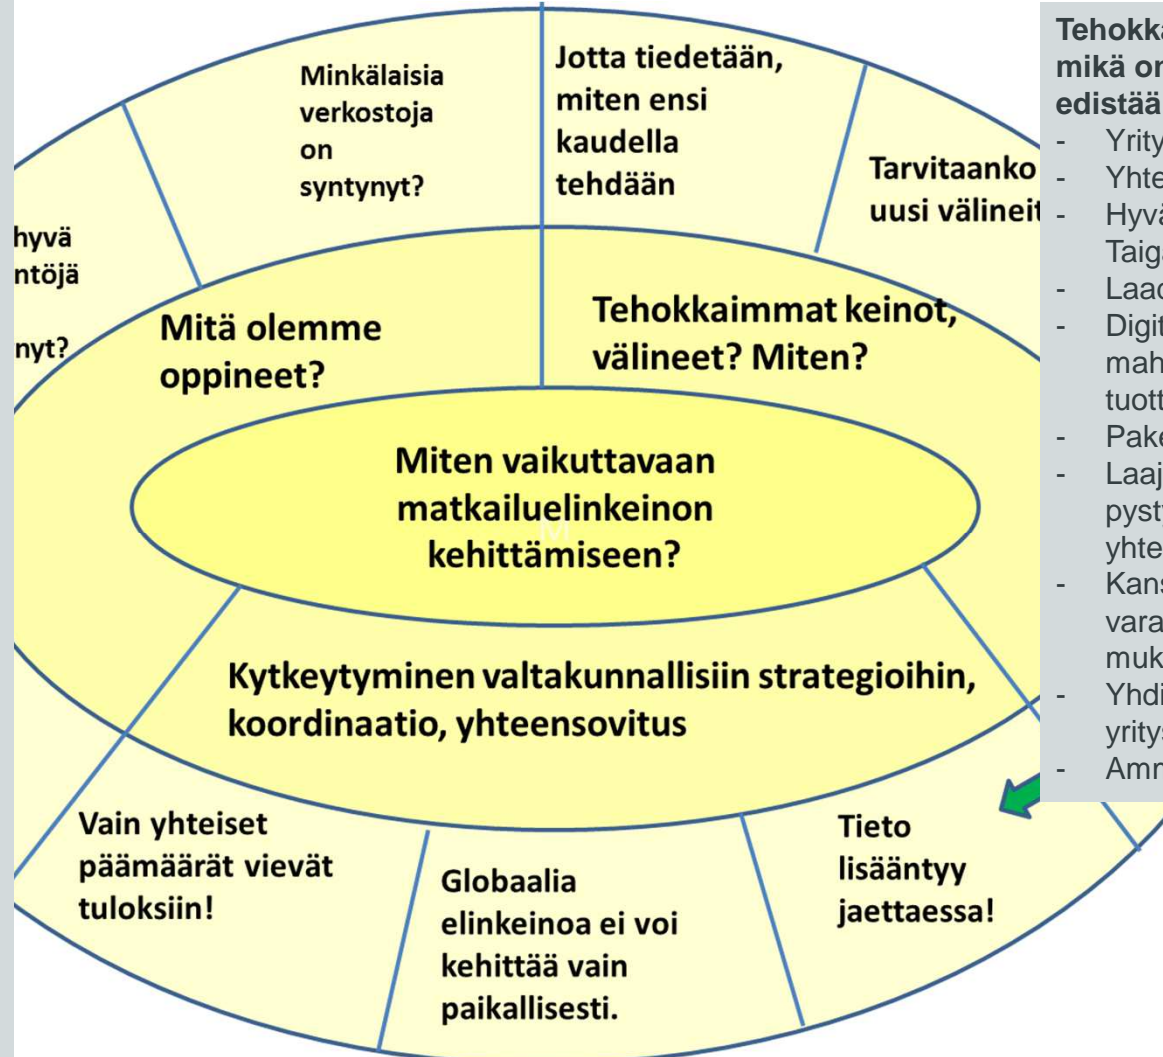 Minkälaisia
verkostoja
on
syntynyt?
Jotta tiedetään,
miten ensi
kaudella
tehdään
Tarvitaanko
uusi välineit
hyvä
ntöjä
nyt?
Mitä olemme
oppineet?
Tehokkaimmat keinot,
välineet? Miten?
Miten vaikuttavaan
matkailuelinkeinon
kehittämiseen?
M
Kytkeytyminen valtakunnallisiin strategioihin,
koordinaatio, yhteensovitus
Vain yhteiset
päämäärät vievät
tuloksiin!
Globaalia
elinkeinoa ei voi
kehittää vain
paikallisesti.
Tieto
lisääntyy
jaettaessa!
Tehokka
mikä on
edistää
- Yrity
- Yhte
- Hyvä
Taiga
- Laad
- Digit
mah
tuott
- Pake
- Laaj
pyst
yhte
- Kans
vara
muk
- Yhdi
yritys
- Amm